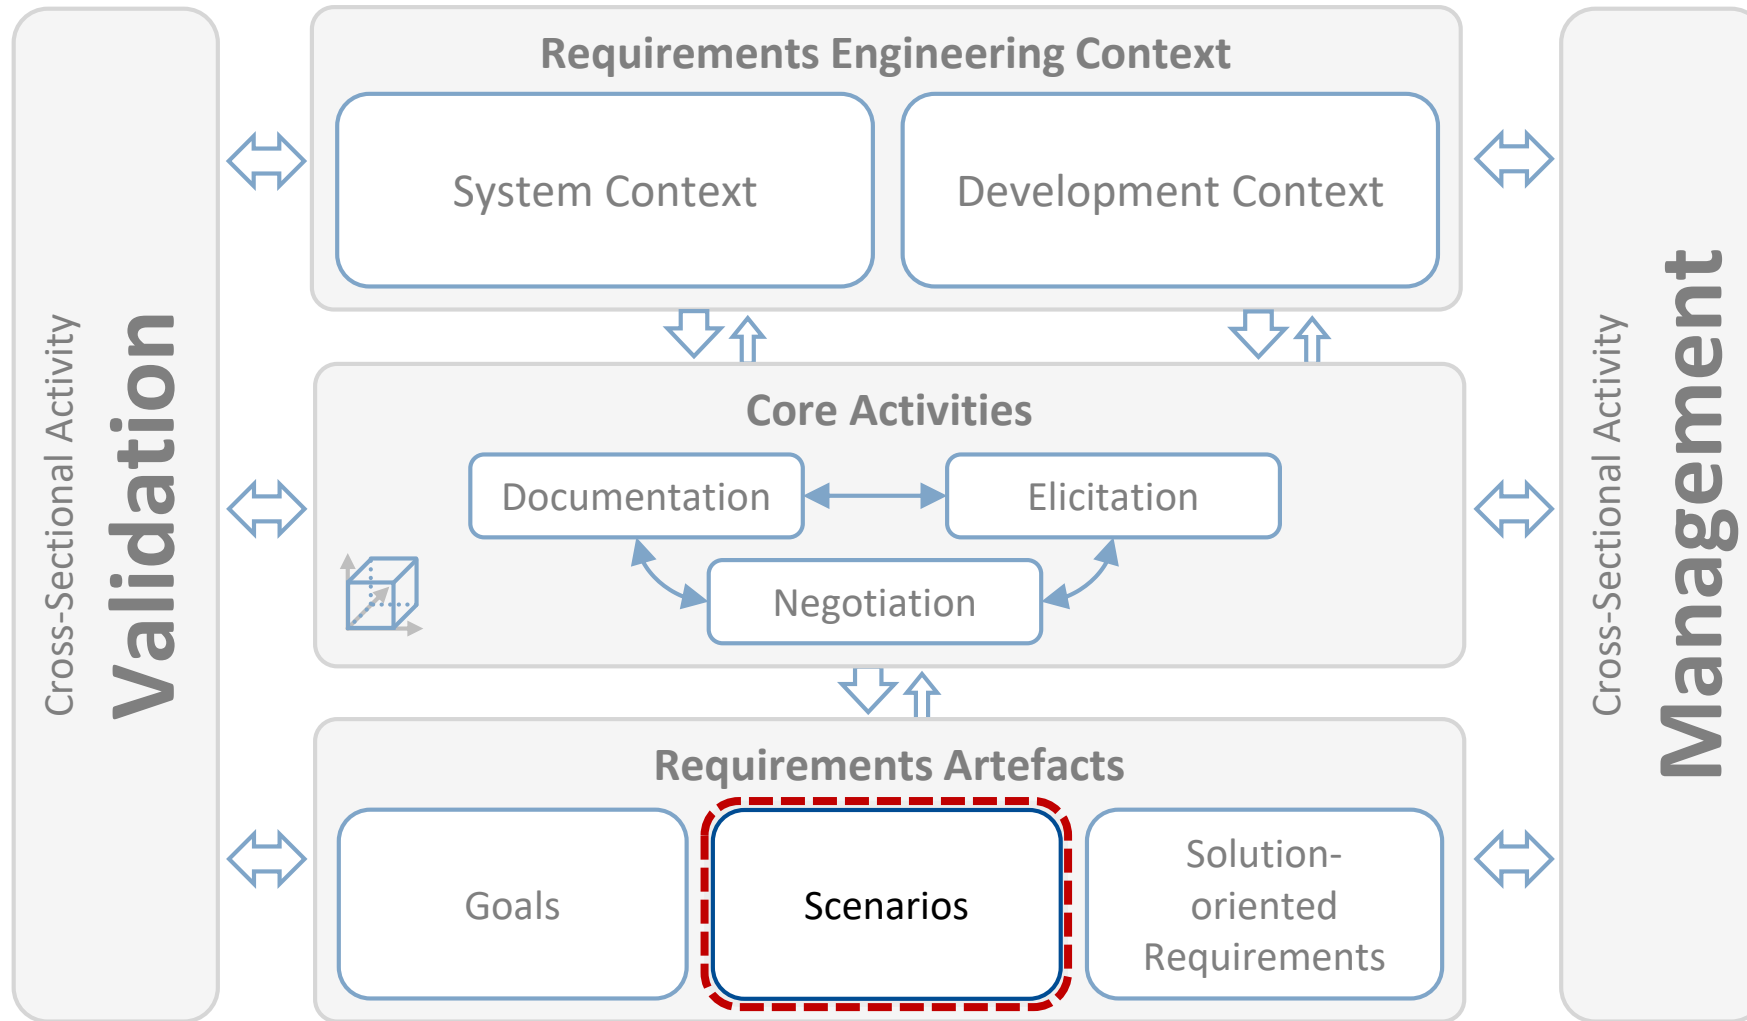 Cross-Sectional Activity
Validation
Requirements Engineering Context
System Context
Development Context
Core Activities
Documentation
Elicitation
Negotiation
Requirements Artefacts
Goals
Scenarios
Solution-
oriented
Requirements
Cross-Sectional Activity
Management